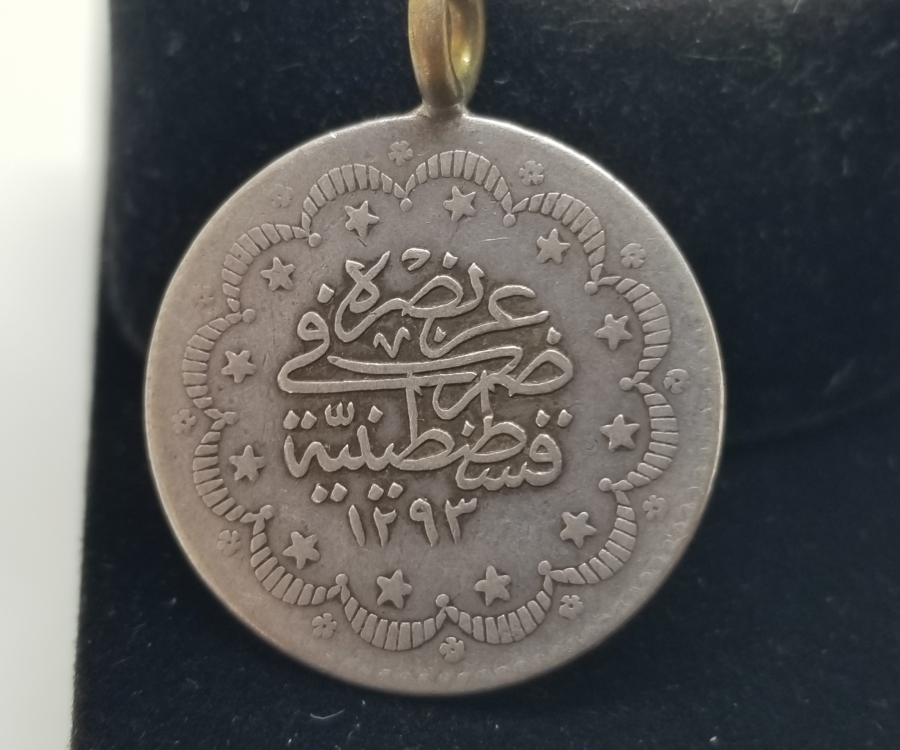 عز نصره
ضرب في
قسطنطينية
١٢٩٣